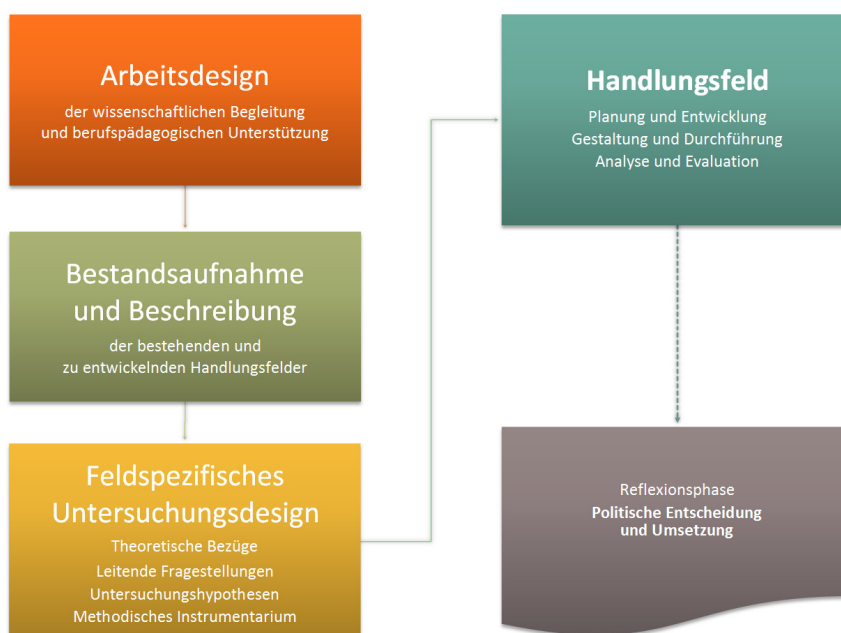 Arbeitsdesign
der wissenschaftlichen Begleitung
und berufspädagogischen Unterstützung
Bestandsaufnahme
und Beschreibung
der bestehenden und
zu entwickelnden Handlungsfelder
Feldspezifisches
Untersuchungsdesign
Theoretische Bezüge
Leitende Fragestellungen
Untersuchungshypothesen
Methodisches Instrumentarium
Handlungsfeld
Planung und Entwicklung
Gestaltung und Durchführung
Analyse und Evaluation
Reflexionsphase
Politische Entscheidung
und Umsetzung